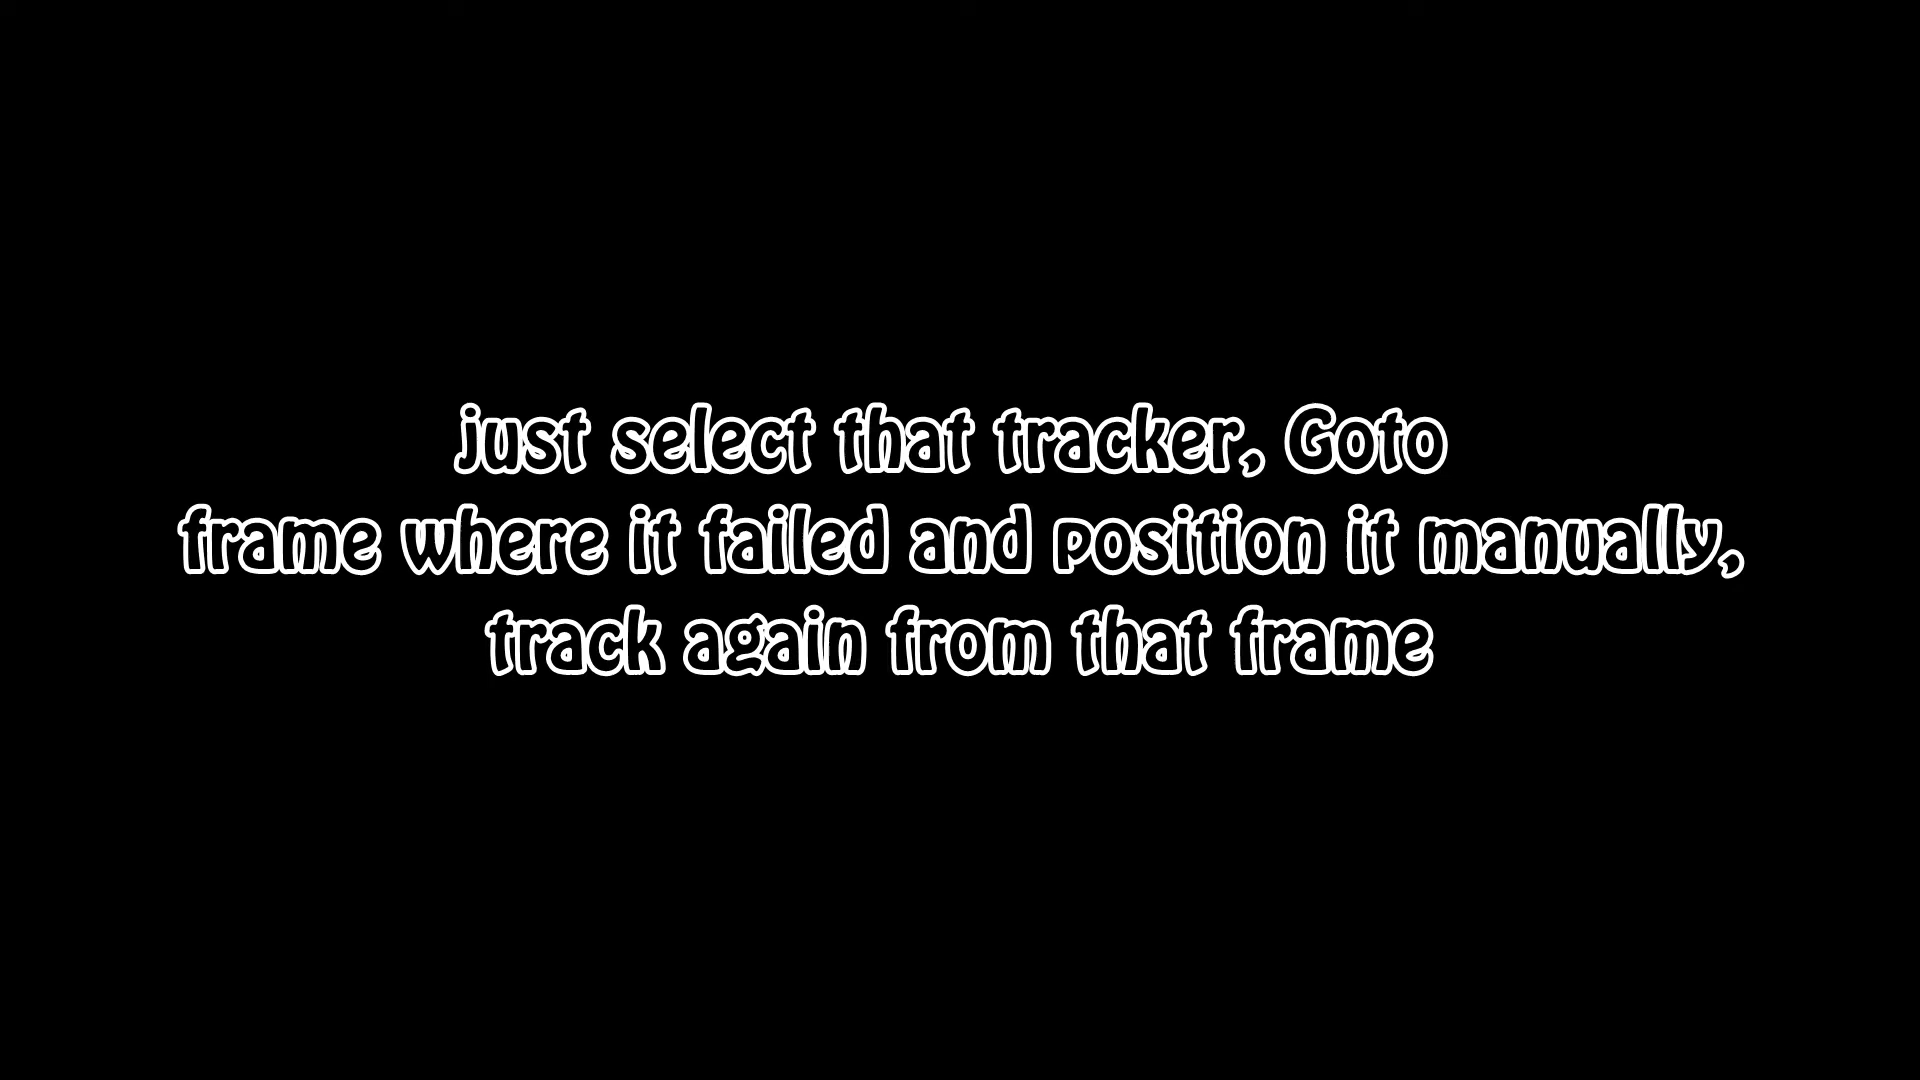 just select that tracker, Goto
frame where it failed and position it manually,
track again from that frame